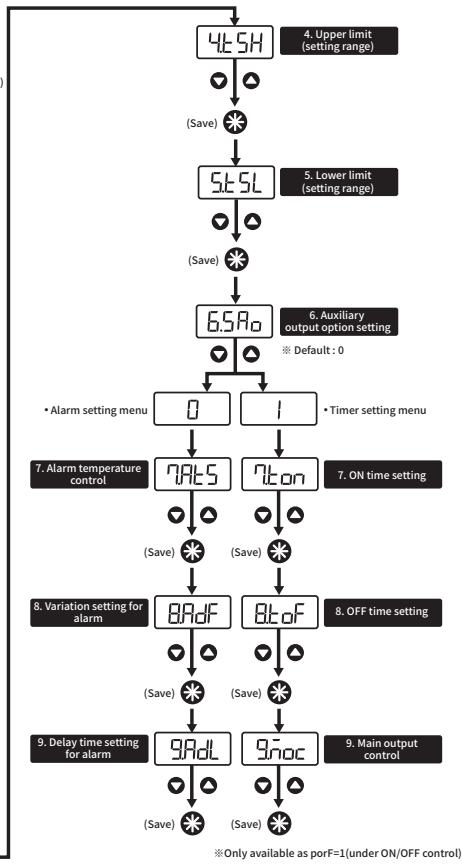 4.tSH
4. Upper limit
(setting range)
)
(Save)
5.tSL
5. Lower limit
(setting range)
(Save)
6.SAo
6. Auxiliary
output option setting
※ Default : 0
• Alarm setting menu
0
1
• Timer setting menu
7. Alarm temperature
control
7.AtS
7.ton
7. ON time setting
(Save)
(Save)
8. Variation setting for
alarm
8.AdF
8.toF
8. OFF time setting
(Save)
(Save)
9. Delay time setting
for alarm
9.AdL
9.moc
9. Main output
control
(Save)
(Save)
※Only available as porF=1(under ON/OFF control)